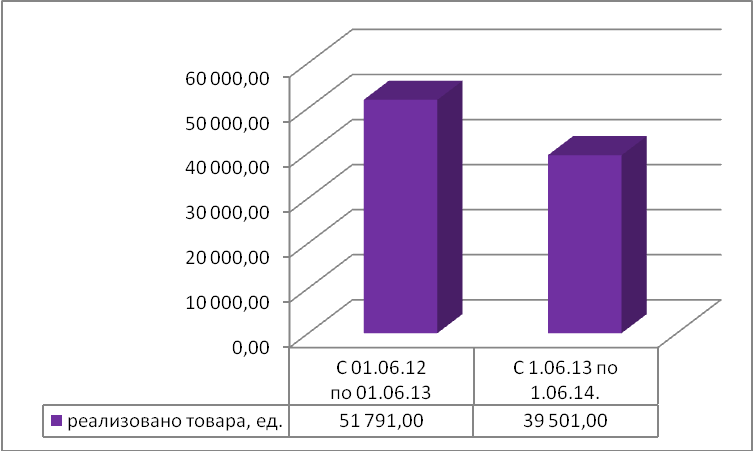 60 000,00
50 000,00
40 000,00
30 000,00
20 000,00
10 000,00
0,00
С 01.06.12
по 01.06.13
С 1.06.13 по
1.06.14.
реализовано товара, ед.
51 791,00
39 501,00